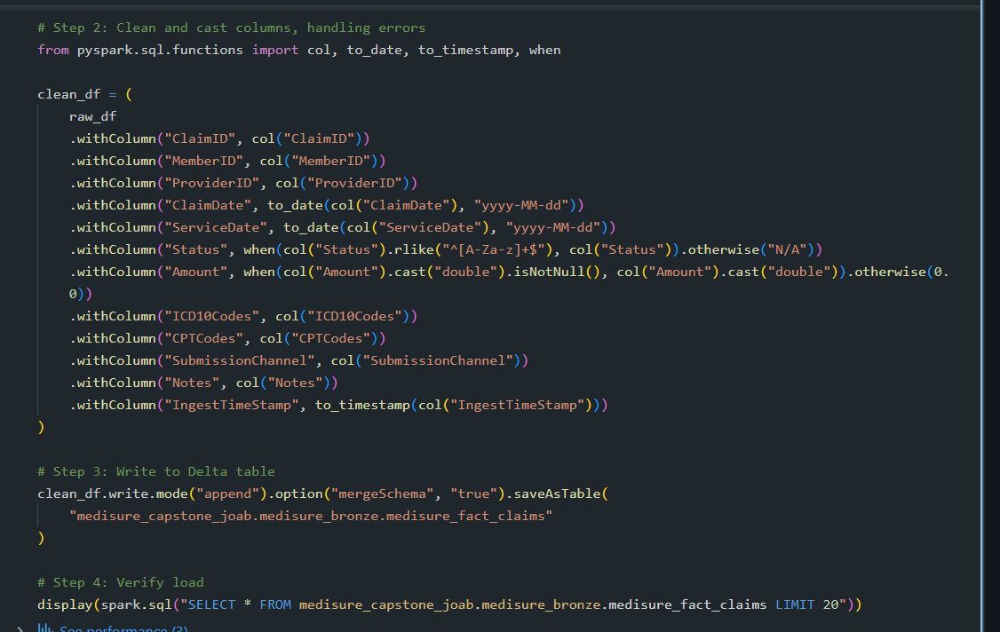 # Step 2: Clean and cast columns, handling errors
from pyspark.sql.functions import col, to_date, to_timestamp, when
clean_df = (
raw_df
.withColumn("ClaimID", col("ClaimID"))
.withColumn("MemberID", col("MemberID"))
.withColumn("ProviderID", col("ProviderID"))
.withColumn("ClaimDate", to_date(col("ClaimDate"), "yyyy-MM-dd"))
.withColumn("ServiceDate", to_date(col("ServiceDate"), "yyyy-MM-dd"))
.withColumn("Status", when(col("Status").rlike("^[A-Za-z]+$"), col("Status")).otherwise("N/A"))
.withColumn("Amount", when(col("Amount").cast("double").isNotNull(), col("Amount").cast("double")).otherwise(0.
0))
.withColumn("ICD10Codes", col("ICD10Codes"))
.withColumn("CPTCodes", col("CPTCodes"))
.withColumn("SubmissionChannel", col("SubmissionChannel"))
.withColumn("Notes", col("Notes"))
.withColumn("IngestTimeStamp", to_timestamp(col("IngestTimeStamp")))
)
# Step 3: Write to Delta table
clean_df.write.mode("append").option("mergeSchema", "true").saveAsTable(
"medisure_capstone_joab.medisure_bronze.medisure_fact_claims"
)
# Step 4: Verify load
display(spark.sql("SELECT * FROM medisure_capstone_joab.medisure_bronze.medisure_fact_claims LIMIT 20"))
See performance (3)